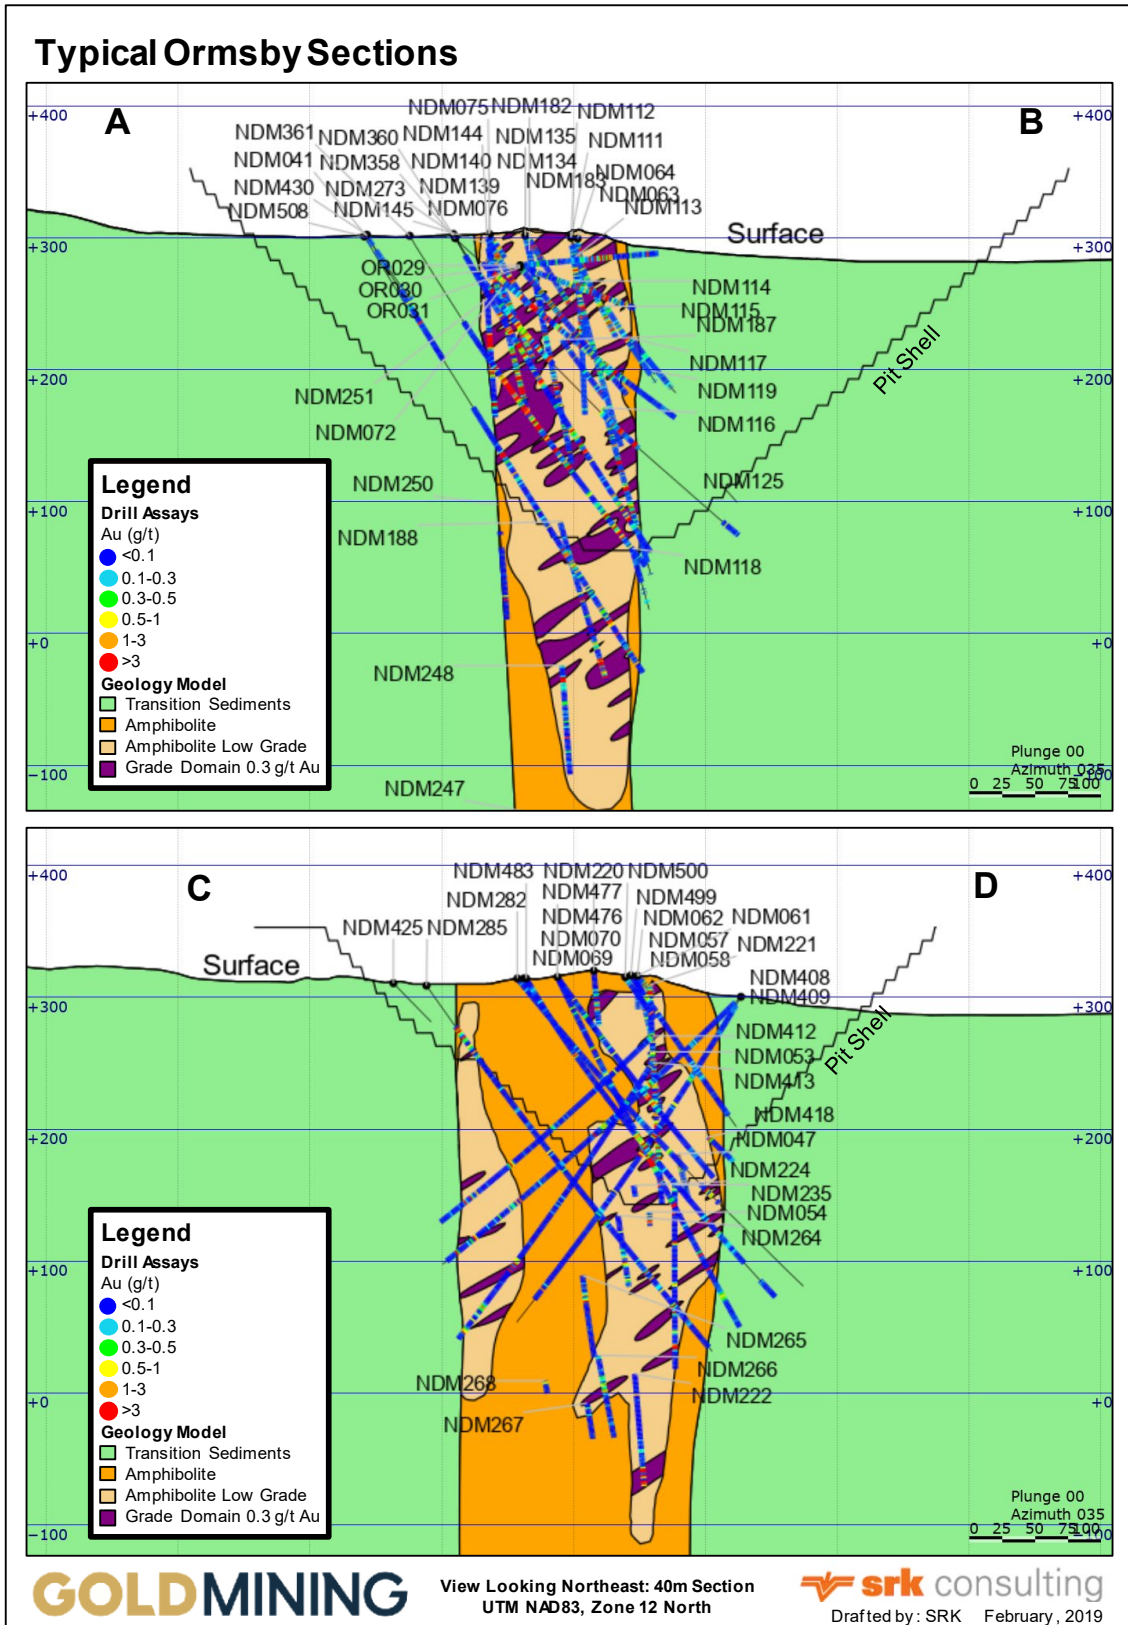 Typical Ormsby Sections
+400
A
B
+400
NDM075 NDM182 NDM112
NDM361 NDM360 NDM144 NDM135 NDM111
NDM041 NDM358 NDM140 NDM134 NDM064
NDM430 NDM273 NDM139 NDM183 NDM063
NDM508 NDM145 NDM076 NDM113
Surface
+300
+300
OR029
OR030
OR031
NDM114
NDM115
NDM187
NDM117
Pit Shell
+200
+200
NDM251
NDM119
NDM072
NDM116
NDM250
NDM125
+100
+100
NDM188
NDM118
+0
+0
NDM248
-100
-100
NDM247
Plunge 00
Azimuth 035
0 25 50 75 100
Legend
Drill Assays
Au (g/t)
<0.1
0.1-0.3
0.3-0.5
0.5-1
1-3
>3
Geology Model
Transition Sediments
Amphibolite
Amphibolite Low Grade
Grade Domain 0.3 g/t Au
+400
C
D
+400
NDM483 NDM220 NDM500
NDM282 NDM477 NDM499
NDM425 NDM285 NDM476 NDM062 NDM061
NDM070 NDM057 NDM221
NDM069 NDM058
Surface
NDM408
+300
NDM409
+300
Pit Shell
NDM412
NDM053
NDM413
NDM418
+200
NDM047
+200
NDM224
NDM235
NDM054
NDM264
+100
+100
NDM265
NDM266
NDM268
NDM222
+0
+0
NDM267
-100
-100
Plunge 00
Azimuth 035
0 25 50 75 100
Legend
Drill Assays
Au (g/t)
<0.1
0.1-0.3
0.3-0.5
0.5-1
1-3
>3
Geology Model
Transition Sediments
Amphibolite
Amphibolite Low Grade
Grade Domain 0.3 g/t Au
GOLDMINING
View Looking Northeast: 40m Section
UTM NAD83, Zone 12 North
srk consulting
Drafted by: SRK February, 2019